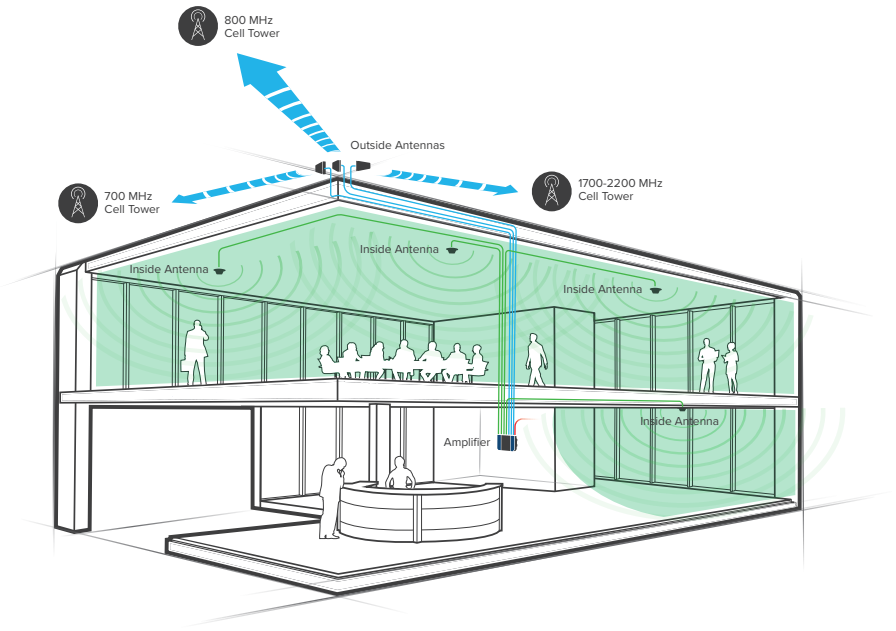 800 MHz
Cell Tower
Outside Antennas
700 MHz
Cell Tower
1700-2200 MHz
Cell Tower
Inside Antenna
Inside Antenna
Inside Antenna
Inside Antenna
Amplifier